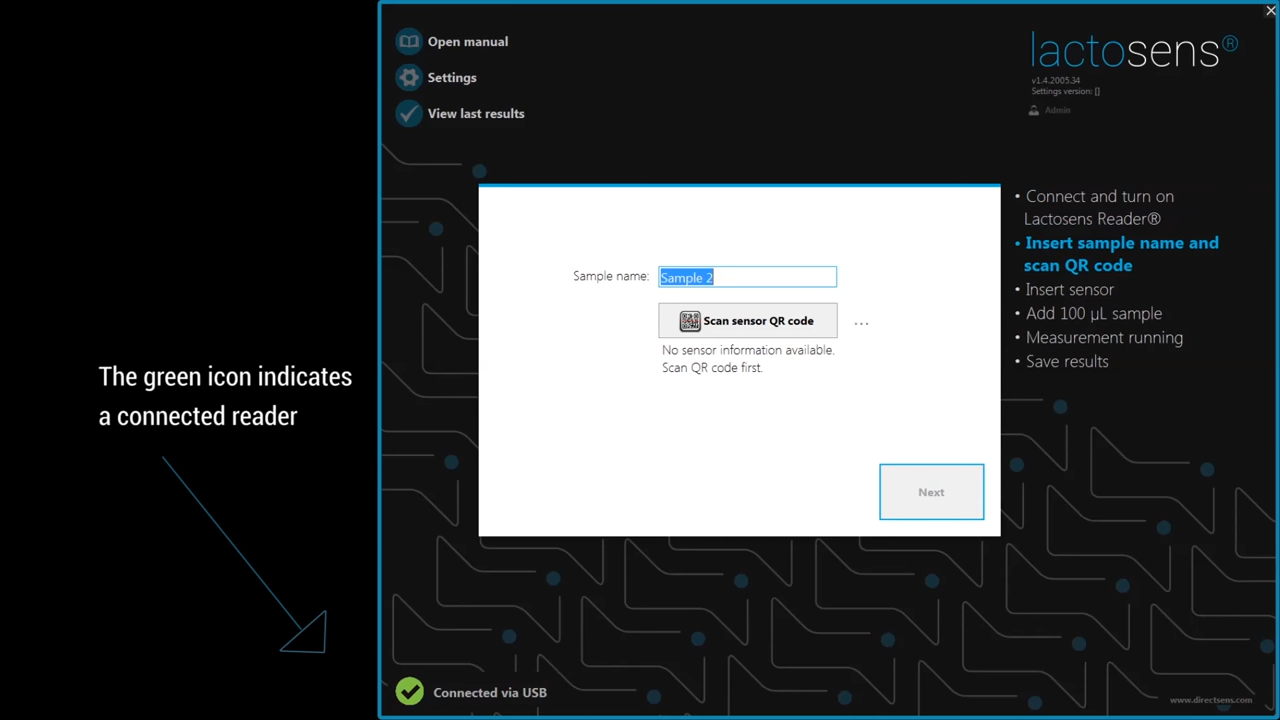 Open manual
Settings
View last results
lactosens®
v1.4.2005.34
Settings version: []
Admin
Sample name: Sample 2
Scan sensor QR code ...
No sensor information available.
Scan QR code first.
Next
• Connect and turn on
Lactosens Reader®
• Insert sample name and
scan QR code
• Insert sensor
• Add 100 µL sample
• Measurement running
• Save results
The green icon indicates
a connected reader
Connected via USB
www.directsens.com